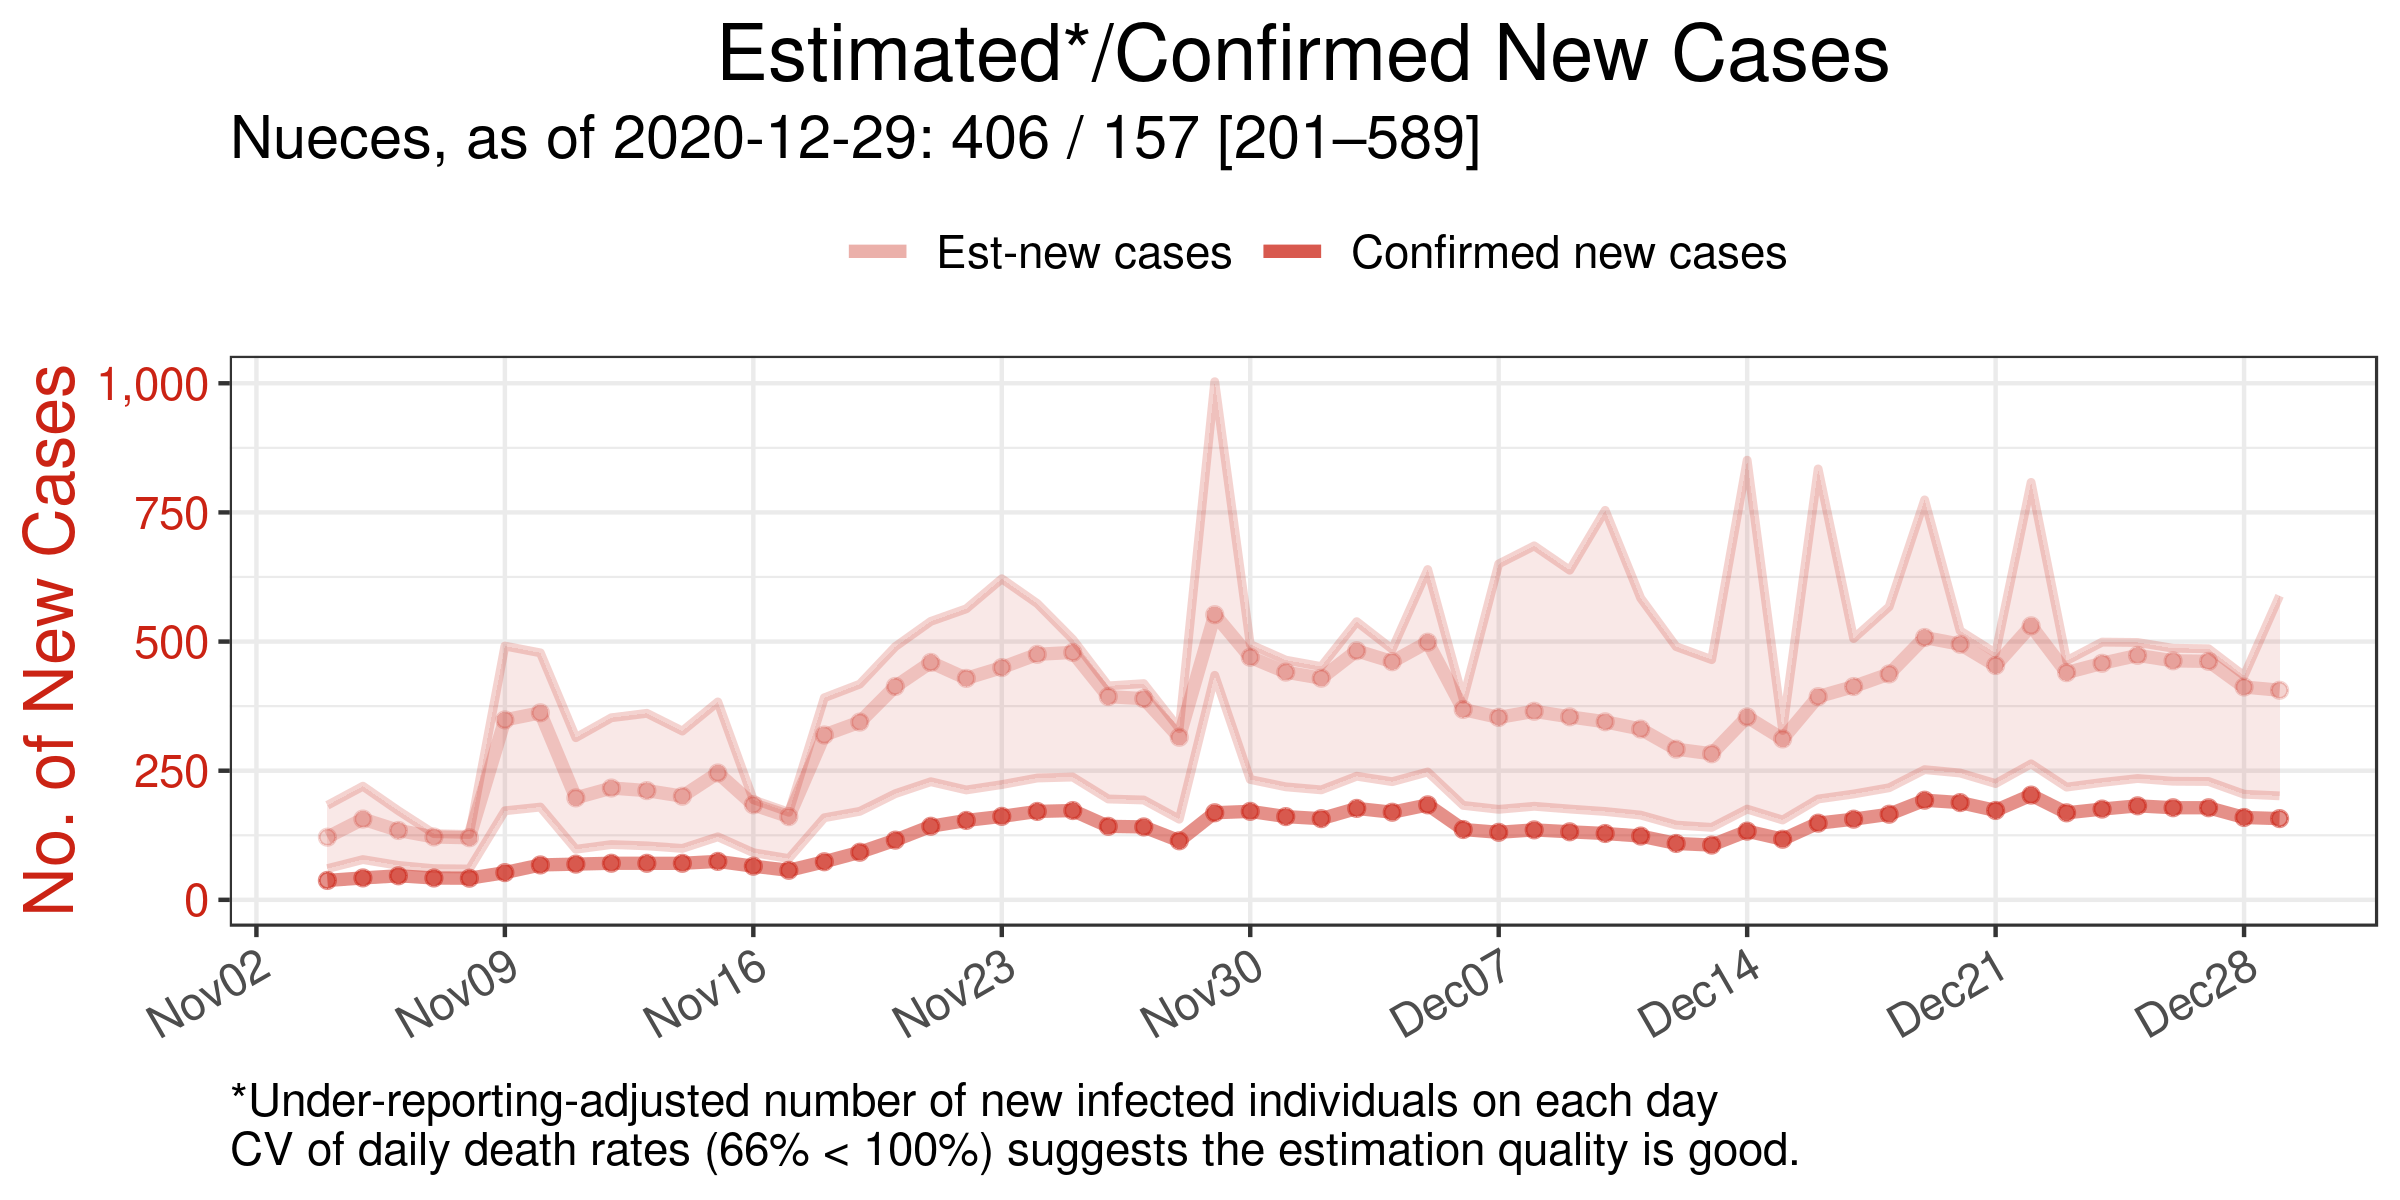 Estimated*/Confirmed New Cases
Nueces, as of 2020-12-29: 406 / 157 [201–589]
Est-new cases
Confirmed new cases
No. of New Cases
1,000
750
500
250
0
Nov02
Nov09
Nov16
Nov23
Nov30
Dec07
Dec14
Dec21
Dec28
*Under-reporting-adjusted number of new infected individuals on each day
CV of daily death rates (66% < 100%) suggests the estimation quality is good.